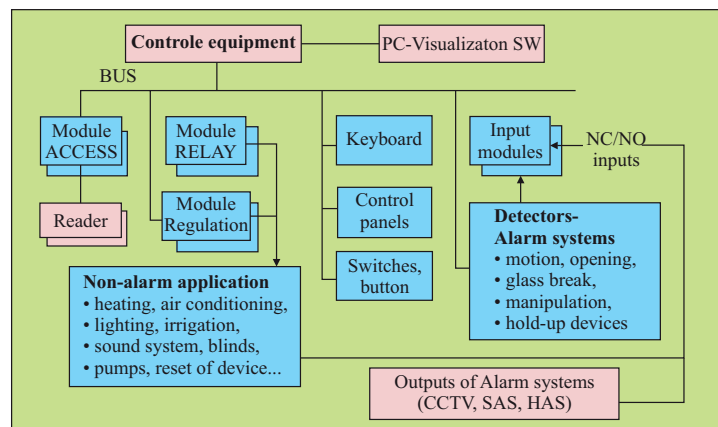 Controle equipment
PC-Visualizaton SW
BUS
Module
ACCESS
Module
RELAY
Keyboard
Input
modules
NC/NO
inputs
Reader
Module
Regulation
Control
panels
Detectors-
Alarm systems
• motion, opening,
• glass break,
• manipulation,
• hold-up devices
Switches,
button
Non-alarm application
• heating, air conditioning,
• lighting, irrigation,
• sound system, blinds,
• pumps, reset of device...
Outputs of Alarm systems
(CCTV, SAS, HAS)